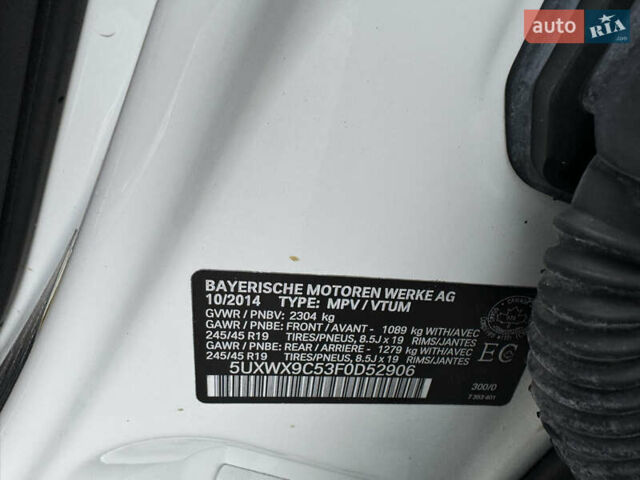 auto RIA.com
BAYERISCHE MOTOREN WERKE AG
10/2014 TYPE: MPV / VTUM
GVWR / PNBV: 2304 kg
GAWR / PNBE: FRONT / AVANT - 1089 kg WITH/AVEC
245/45 R19 TIRES/PNEUS, 8.5J x 19 RIMS/JANTES
GAWR / PNBE: REAR / ARRIERE - 1279 kg WITH/AVEC
245/45 R19 TIRES/PNEUS, 8.5J x 19 RIMS/JANTES
EC
5UXWX9C53F0D52906
300/0